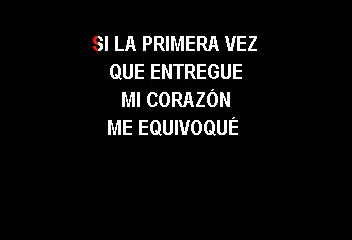 SI LA PRIMERA VEZ
QUE ENTREGUE
MI CORAZÓN
ME EQUIVOQUÉ